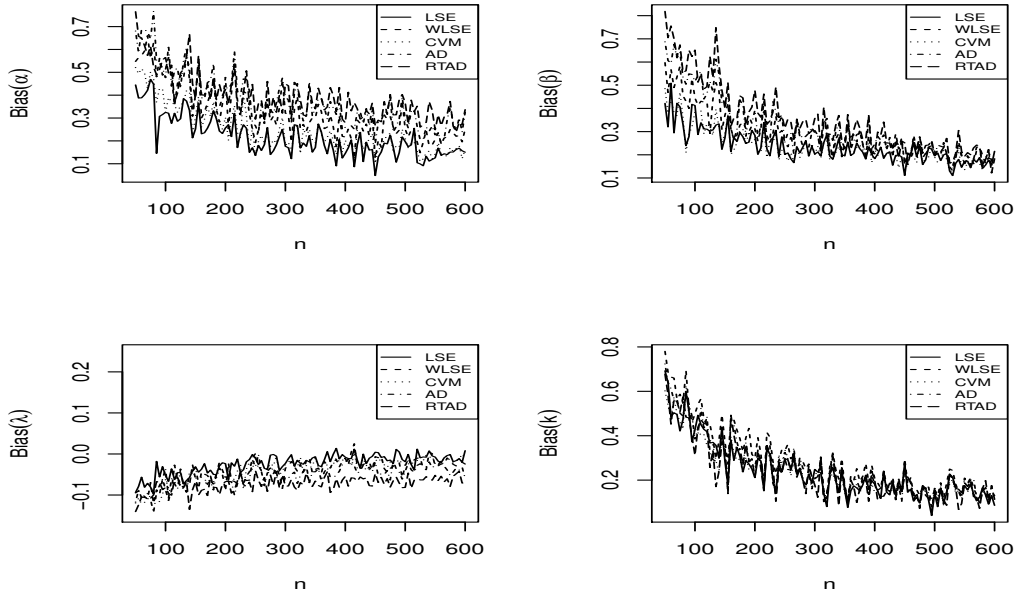 Bias(α)
0.1
0.3
0.5
0.7
100
200
300
400
500
600
n
LSE
WLSE
CVM
AD
RTAD
Bias(β)
0.1
0.3
0.5
0.7
100
200
300
400
500
600
n
LSE
WLSE
CVM
AD
RTAD
Bias(λ)
−0.1
0.0
0.1
0.2
100
200
300
400
500
600
n
LSE
WLSE
CVM
AD
RTAD
Bias(k)
0.2
0.4
0.6
0.8
100
200
300
400
500
600
n
LSE
WLSE
CVM
AD
RTAD